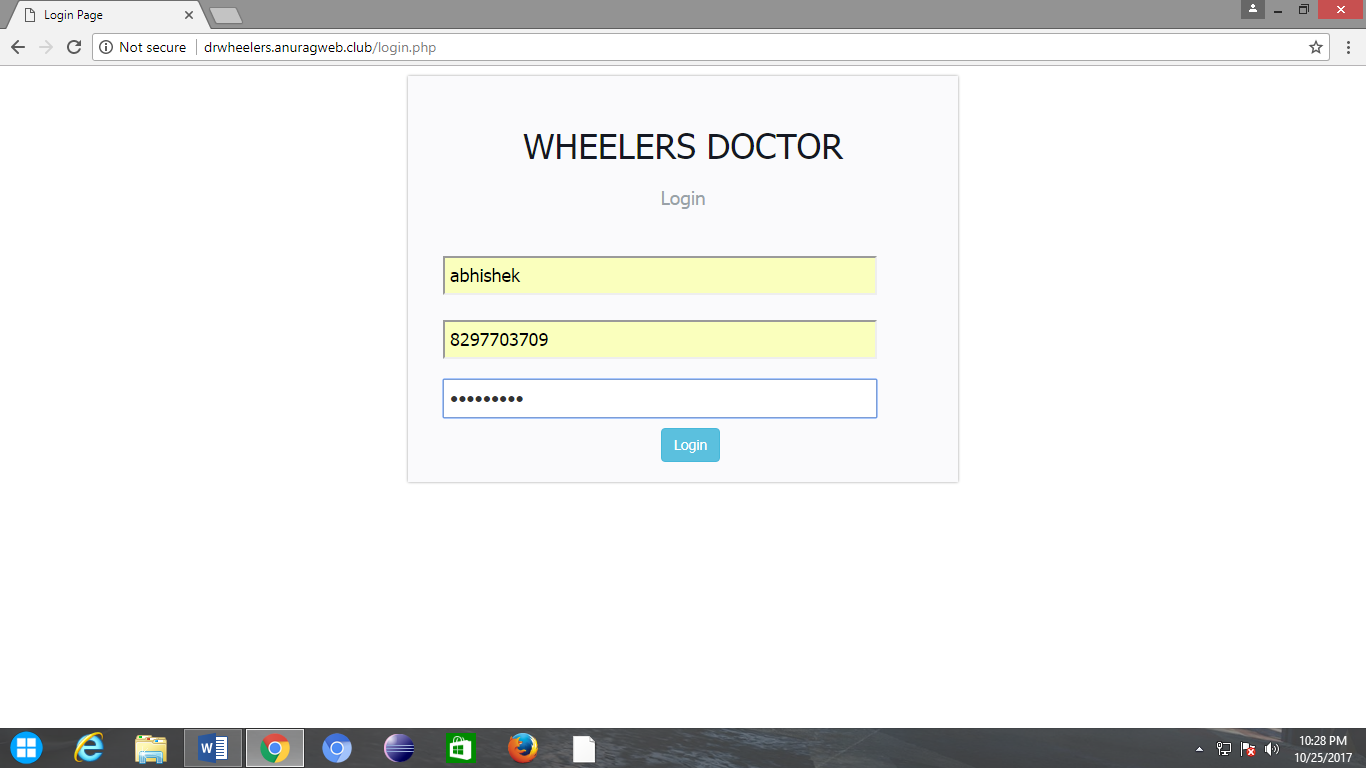 Login Page
Not secure
drwheelers.anuragweb.club/login.php
WHEELERS DOCTOR
Login
abhishek
8297703709
•••••••••
Login
10:28 PM
10/25/2017